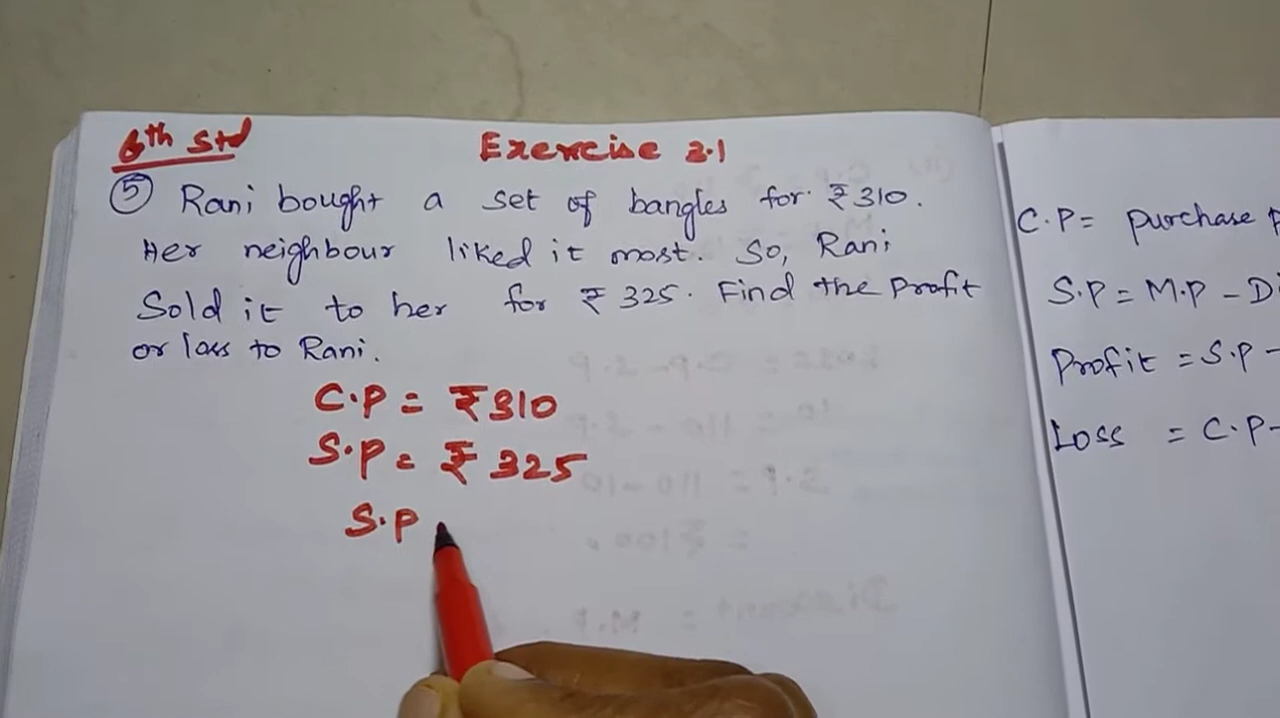 6th Std
Exercise 2.1
⑤ Rani bought a set of bangles for ₹310.
Her neighbour liked it most. So, Rani
Sold it to her for ₹ 325. Find the Profit
or loss to Rani.
C.P = ₹310
S.P = ₹ 325
S.P
C.P = purchase
S.P = M.P - Di
Profit = S.P -
Loss = C.P -